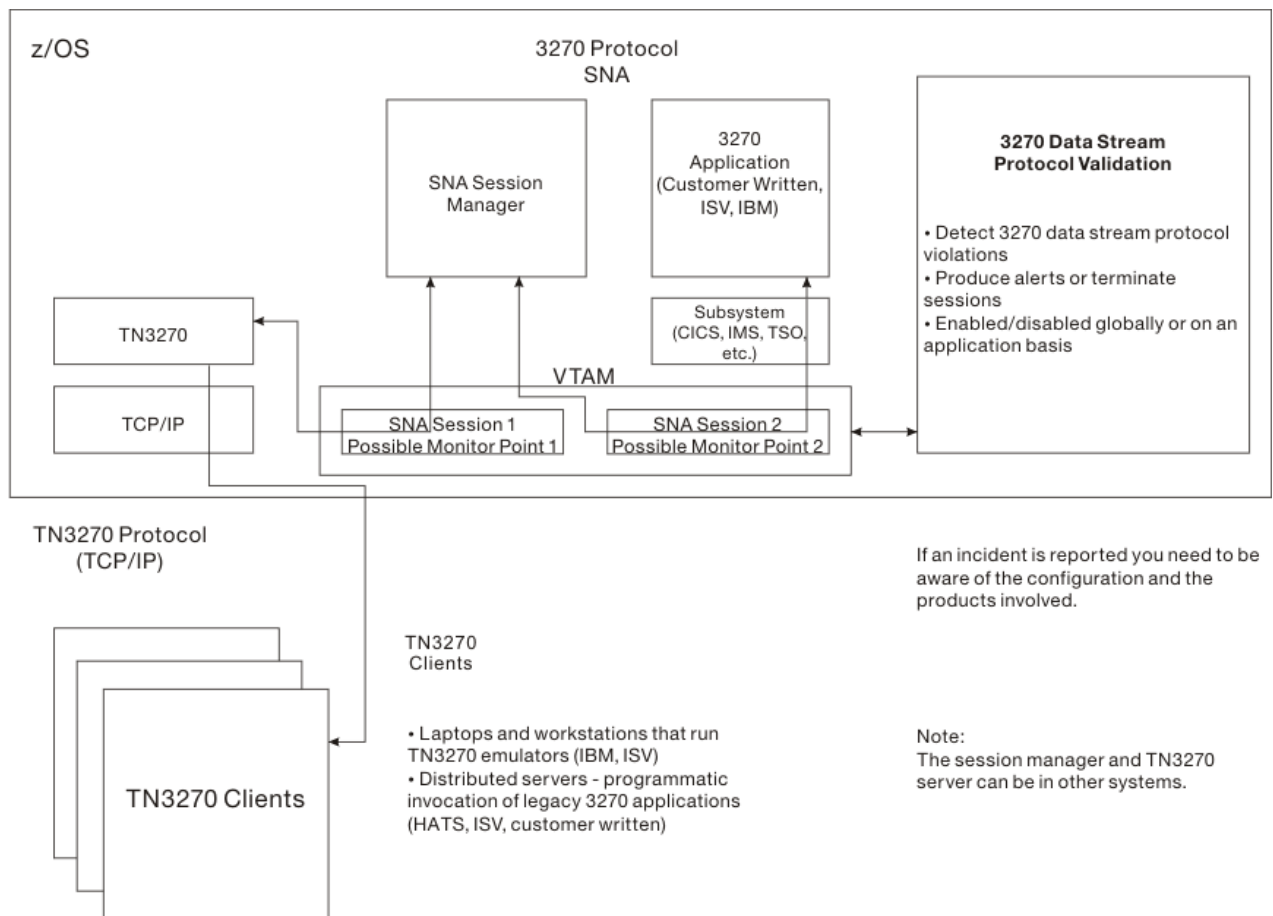 z/OS
3270 Protocol
SNA
SNA Session
Manager
3270
Application
(Customer Written,
ISV, IBM)
3270 Data Stream
Protocol Validation
• Detect 3270 data stream protocol
violations
• Produce alerts or terminate
sessions
• Enabled/disabled globally or on an
application basis
TN3270
Subsystem
(CICS, IMS, TSO,
etc.)
VTAM
TCP/IP
SNA Session 1
Possible Monitor Point 1
SNA Session 2
Possible Monitor Point 2
TN3270 Protocol
(TCP/IP)
If an incident is reported you need to be
aware of the configuration and the
products involved.
TN3270
Clients
• Laptops and workstations that run
TN3270 emulators (IBM, ISV)
• Distributed servers - programmatic
invocation of legacy 3270 applications
(HATS, ISV, customer written)
Note:
The session manager and TN3270
server can be in other systems.
TN3270 Clients